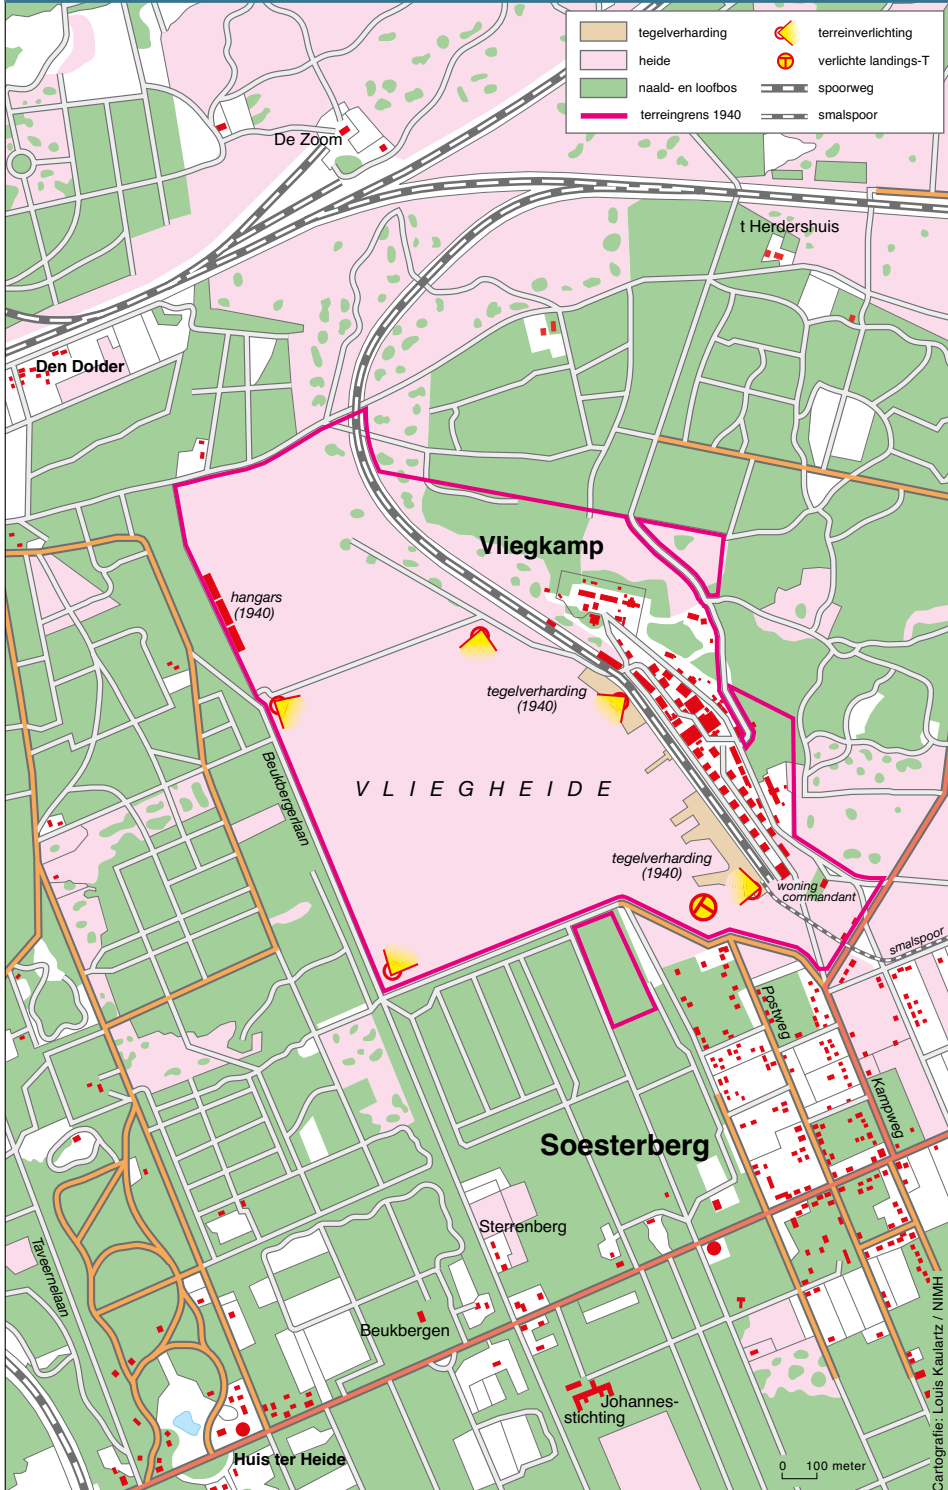 tegelverharding
heide
naald- en loofbos
terreingrens 1940
terreinverlichting
verlichte landings-T
spoorweg
smalspoor
De Zoom
t Herdershuis
Den Dolder
Vliegkamp
hangars
(1940)
tegelverharding
(1940)
Beukbergerlaan
VLIEGHEIDE
tegelverharding
(1940)
woning
commandant
smalspoor
Postweg
Kampweg
Soesterberg
Sterrenberg
Taveernelaan
Beukbergen
Johannes-
stichting
Huis ter Heide
0 100 meter
Cartografie: Louis Kaulartz / NIMH